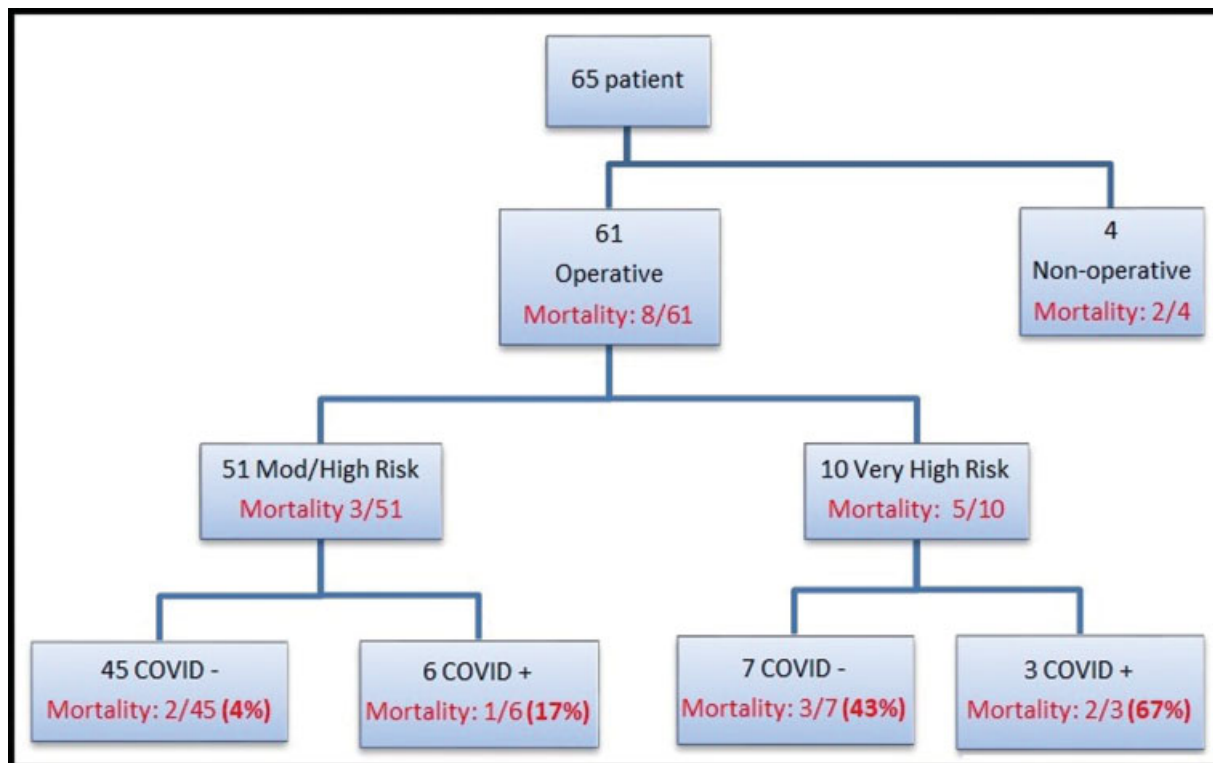 65 patient
61
Operative
Mortality: 8/61
4
Non-operative
Mortality: 2/4
51 Mod/High Risk
Mortality 3/51
10 Very High Risk
Mortality: 5/10
45 COVID -
Mortality: 2/45 (4%)
6 COVID +
Mortality: 1/6 (17%)
7 COVID -
Mortality: 3/7 (43%)
3 COVID +
Mortality: 2/3 (67%)